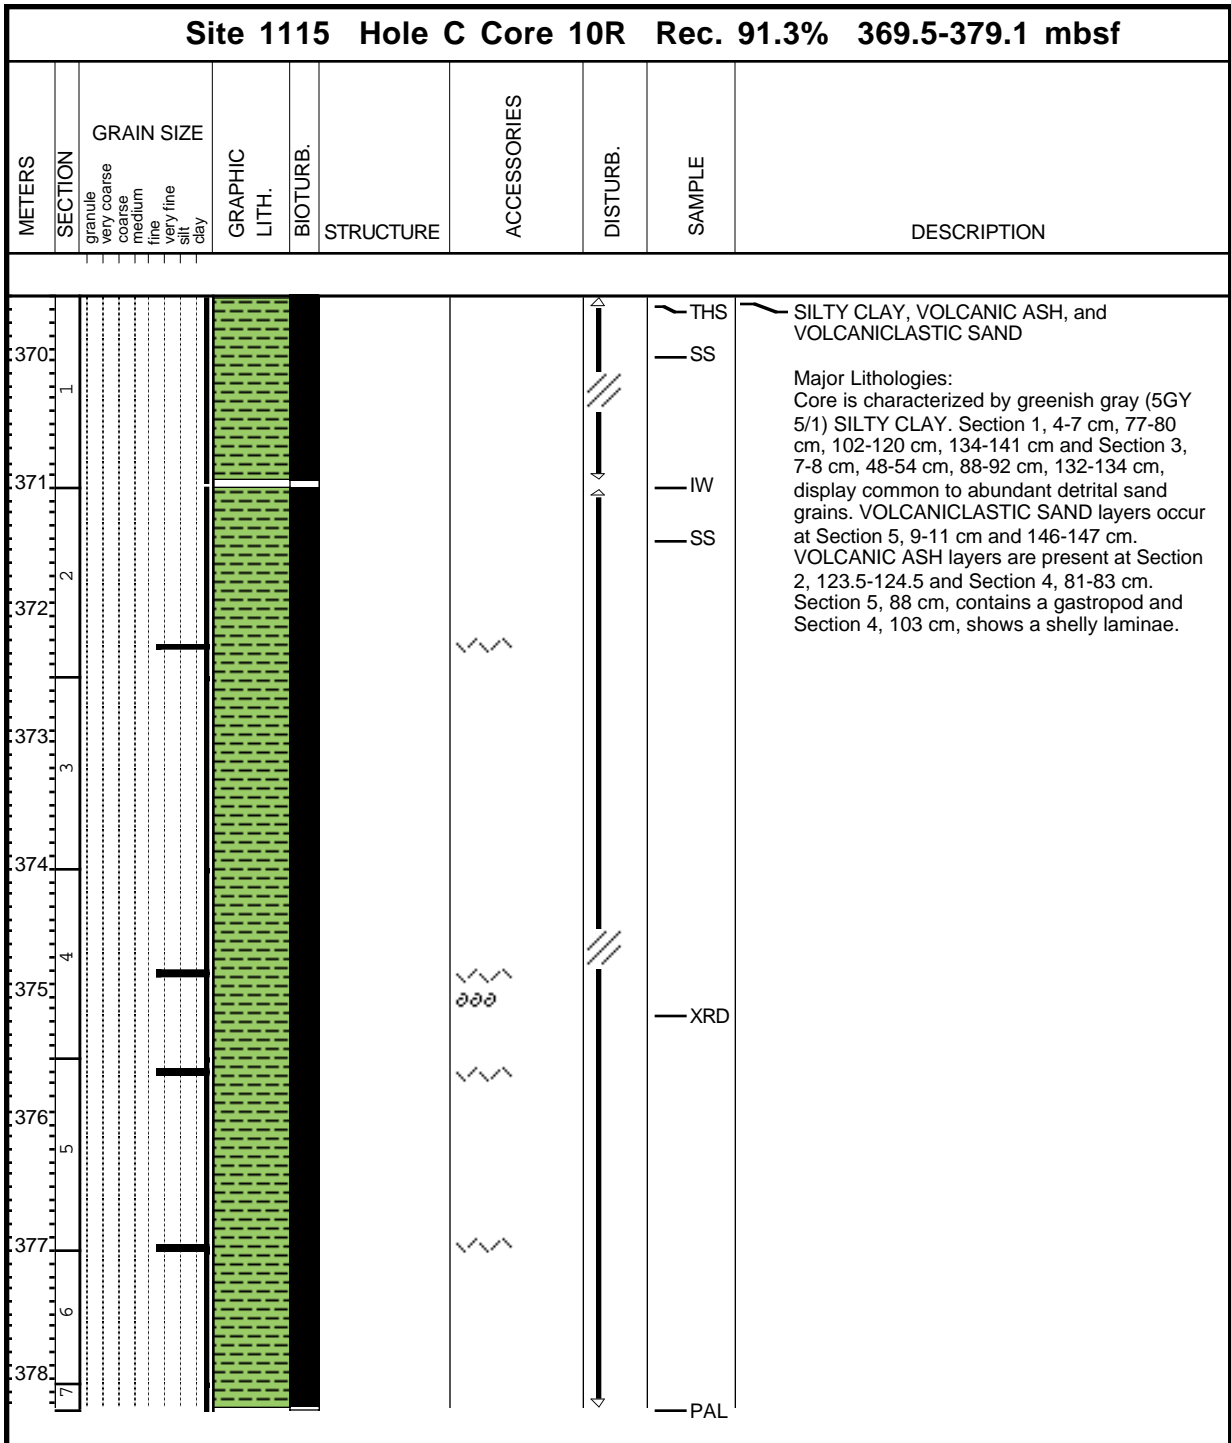 Site 1115 Hole C Core 10R Rec. 91.3% 369.5-379.1 mbsf
METERS
SECTION
GRAIN SIZE
granule
very coarse
coarse
medium
fine
very fine
silt
clay
GRAPHIC
LITH.
BIOTURB.
STRUCTURE
ACCESSORIES
DISTURB.
SAMPLE
DESCRIPTION
370
371
372
373
374
375
376
377
378
1
2
3
4
5
6
7
THS
SS
IW
SS
XRD
PAL
SILTY CLAY, VOLCANIC ASH, and
VOLCANICLASTIC SAND
Major Lithologies:
Core is characterized by greenish gray (5GY
5/1) SILTY CLAY. Section 1, 4-7 cm, 77-80
cm, 102-120 cm, 134-141 cm and Section 3,
7-8 cm, 48-54 cm, 88-92 cm, 132-134 cm,
display common to abundant detrital sand
grains. VOLCANICLASTIC SAND layers occur
at Section 5, 9-11 cm and 146-147 cm.
VOLCANIC ASH layers are present at Section
2, 123.5-124.5 and Section 4, 81-83 cm.
Section 5, 88 cm, contains a gastropod and
Section 4, 103 cm, shows a shelly laminae.